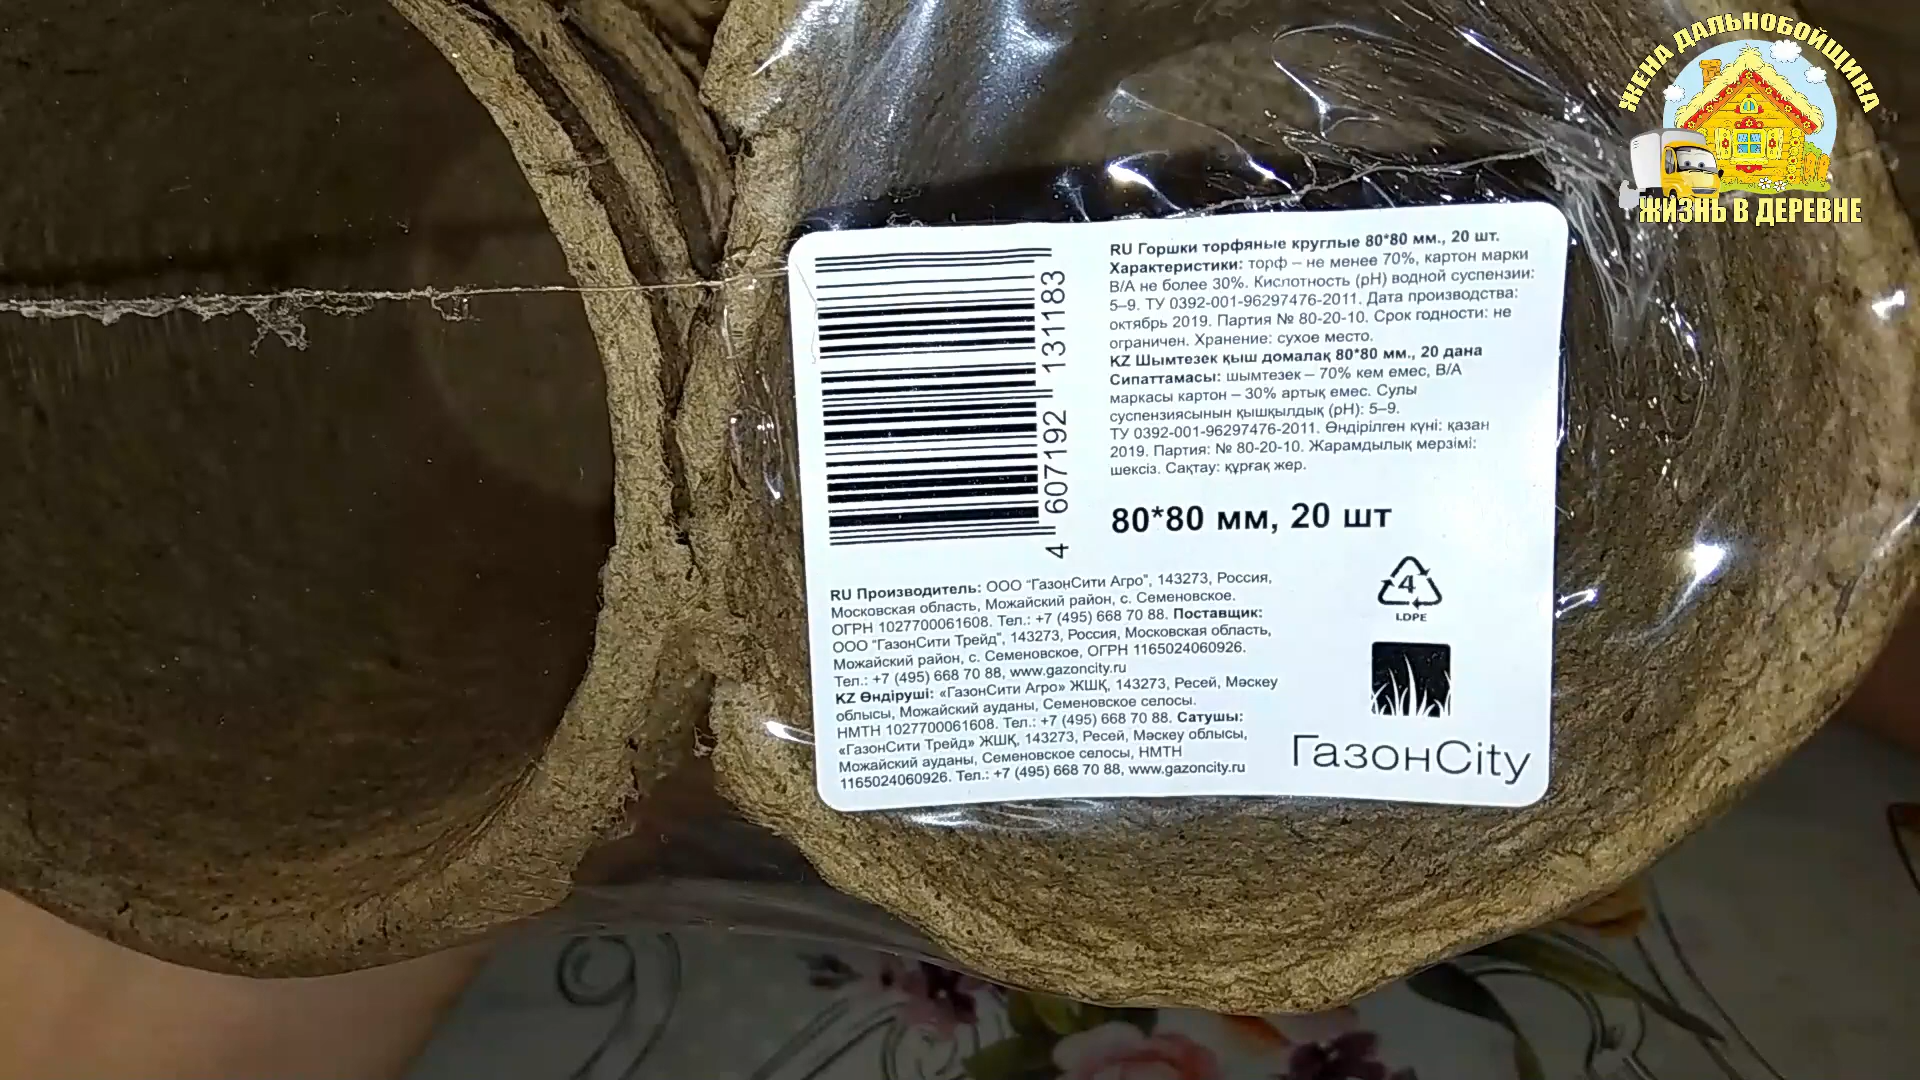 ЖЕНА ДАЛЬНОБОЙЩИКА
ЖИЗНЬ В ДЕРЕВНЕ
RU Горшки торфяные круглые 80*80 мм., 20 шт.
Характеристики: торф – не менее 70%, картон марки
В/А не более 30%. Кислотность (pH) водной суспензии:
5–9. ТУ 0392-001-96297476-2011. Дата производства:
октябрь 2019. Партия № 80-20-10. Срок годности: не
ограничен. Хранение: сухое место.
KZ Шымтезек қыш домалақ 80*80 мм., 20 дана
Сипаттамасы: шымтезек – 70% кем емес, В/А
маркасы картон – 30% артық емес. Сулы
суспензиясынын қышқылдық (pH): 5–9.
ТУ 0392-001-96297476-2011. Өндірілген күні: қазан
2019. Партия: № 80-20-10. Жарамдылық мерзімі:
шексіз. Сақтау: құрғақ жер.
4 607192 131183
80*80 мм, 20 шт
4
LDPE
RU Производитель: ООО "ГазонСити Агро", 143273, Россия,
Московская область, Можайский район, с. Семеновское.
ОГРН 1027700061608. Тел.: +7 (495) 668 70 88. Поставщик:
ООО "ГазонСити Трейд", 143273, Россия, Московская область,
Можайский район, с. Семеновское, ОГРН 1165024060926.
Тел.: +7 (495) 668 70 88, www.gazoncity.ru
KZ Өндіруші: «ГазонСити Агро» ЖШҚ, 143273, Ресей, Мәскеу
облысы, Можайский ауданы, Семеновское селосы.
НМТН 1027700061608. Тел.: +7 (495) 668 70 88. Сатушы:
«ГазонСити Трейд» ЖШҚ, 143273, Ресей, Мәскеу облысы,
Можайский ауданы, Семеновское селосы, НМТН
1165024060926. Тел.: +7 (495) 668 70 88, www.gazoncity.ru
ГазонCity